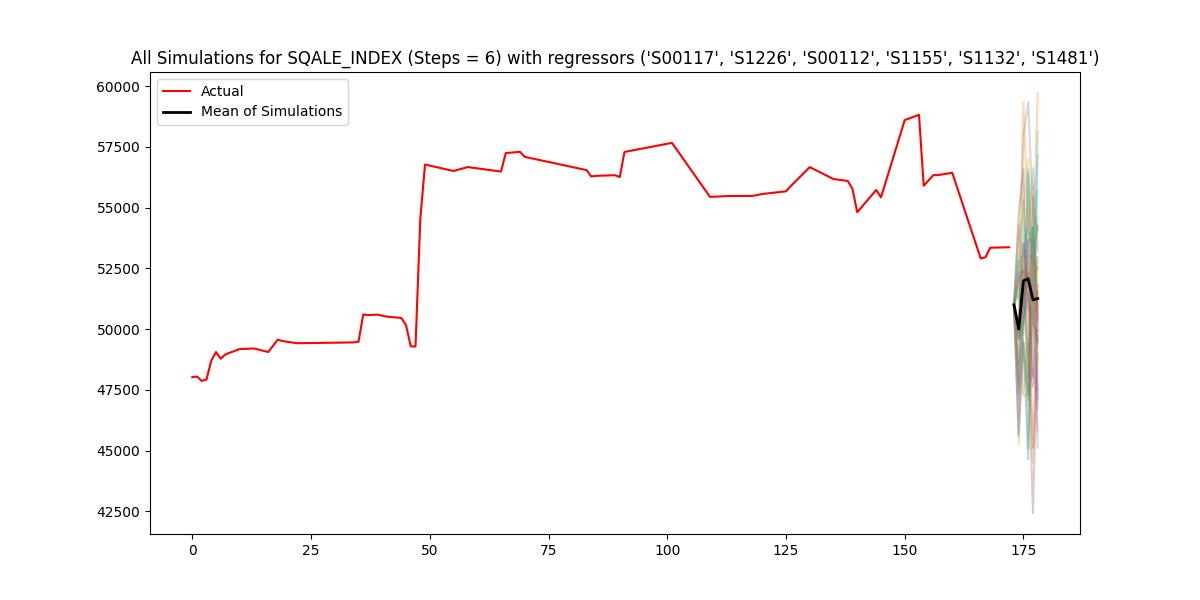 All Simulations for SQALE_INDEX (Steps = 6) with regressors ('S00117', 'S1226', 'S00112', 'S1155', 'S1132', 'S1481')
Actual
Mean of Simulations
60000
57500
55000
52500
50000
47500
45000
42500
0 25 50 75 100 125 150 175